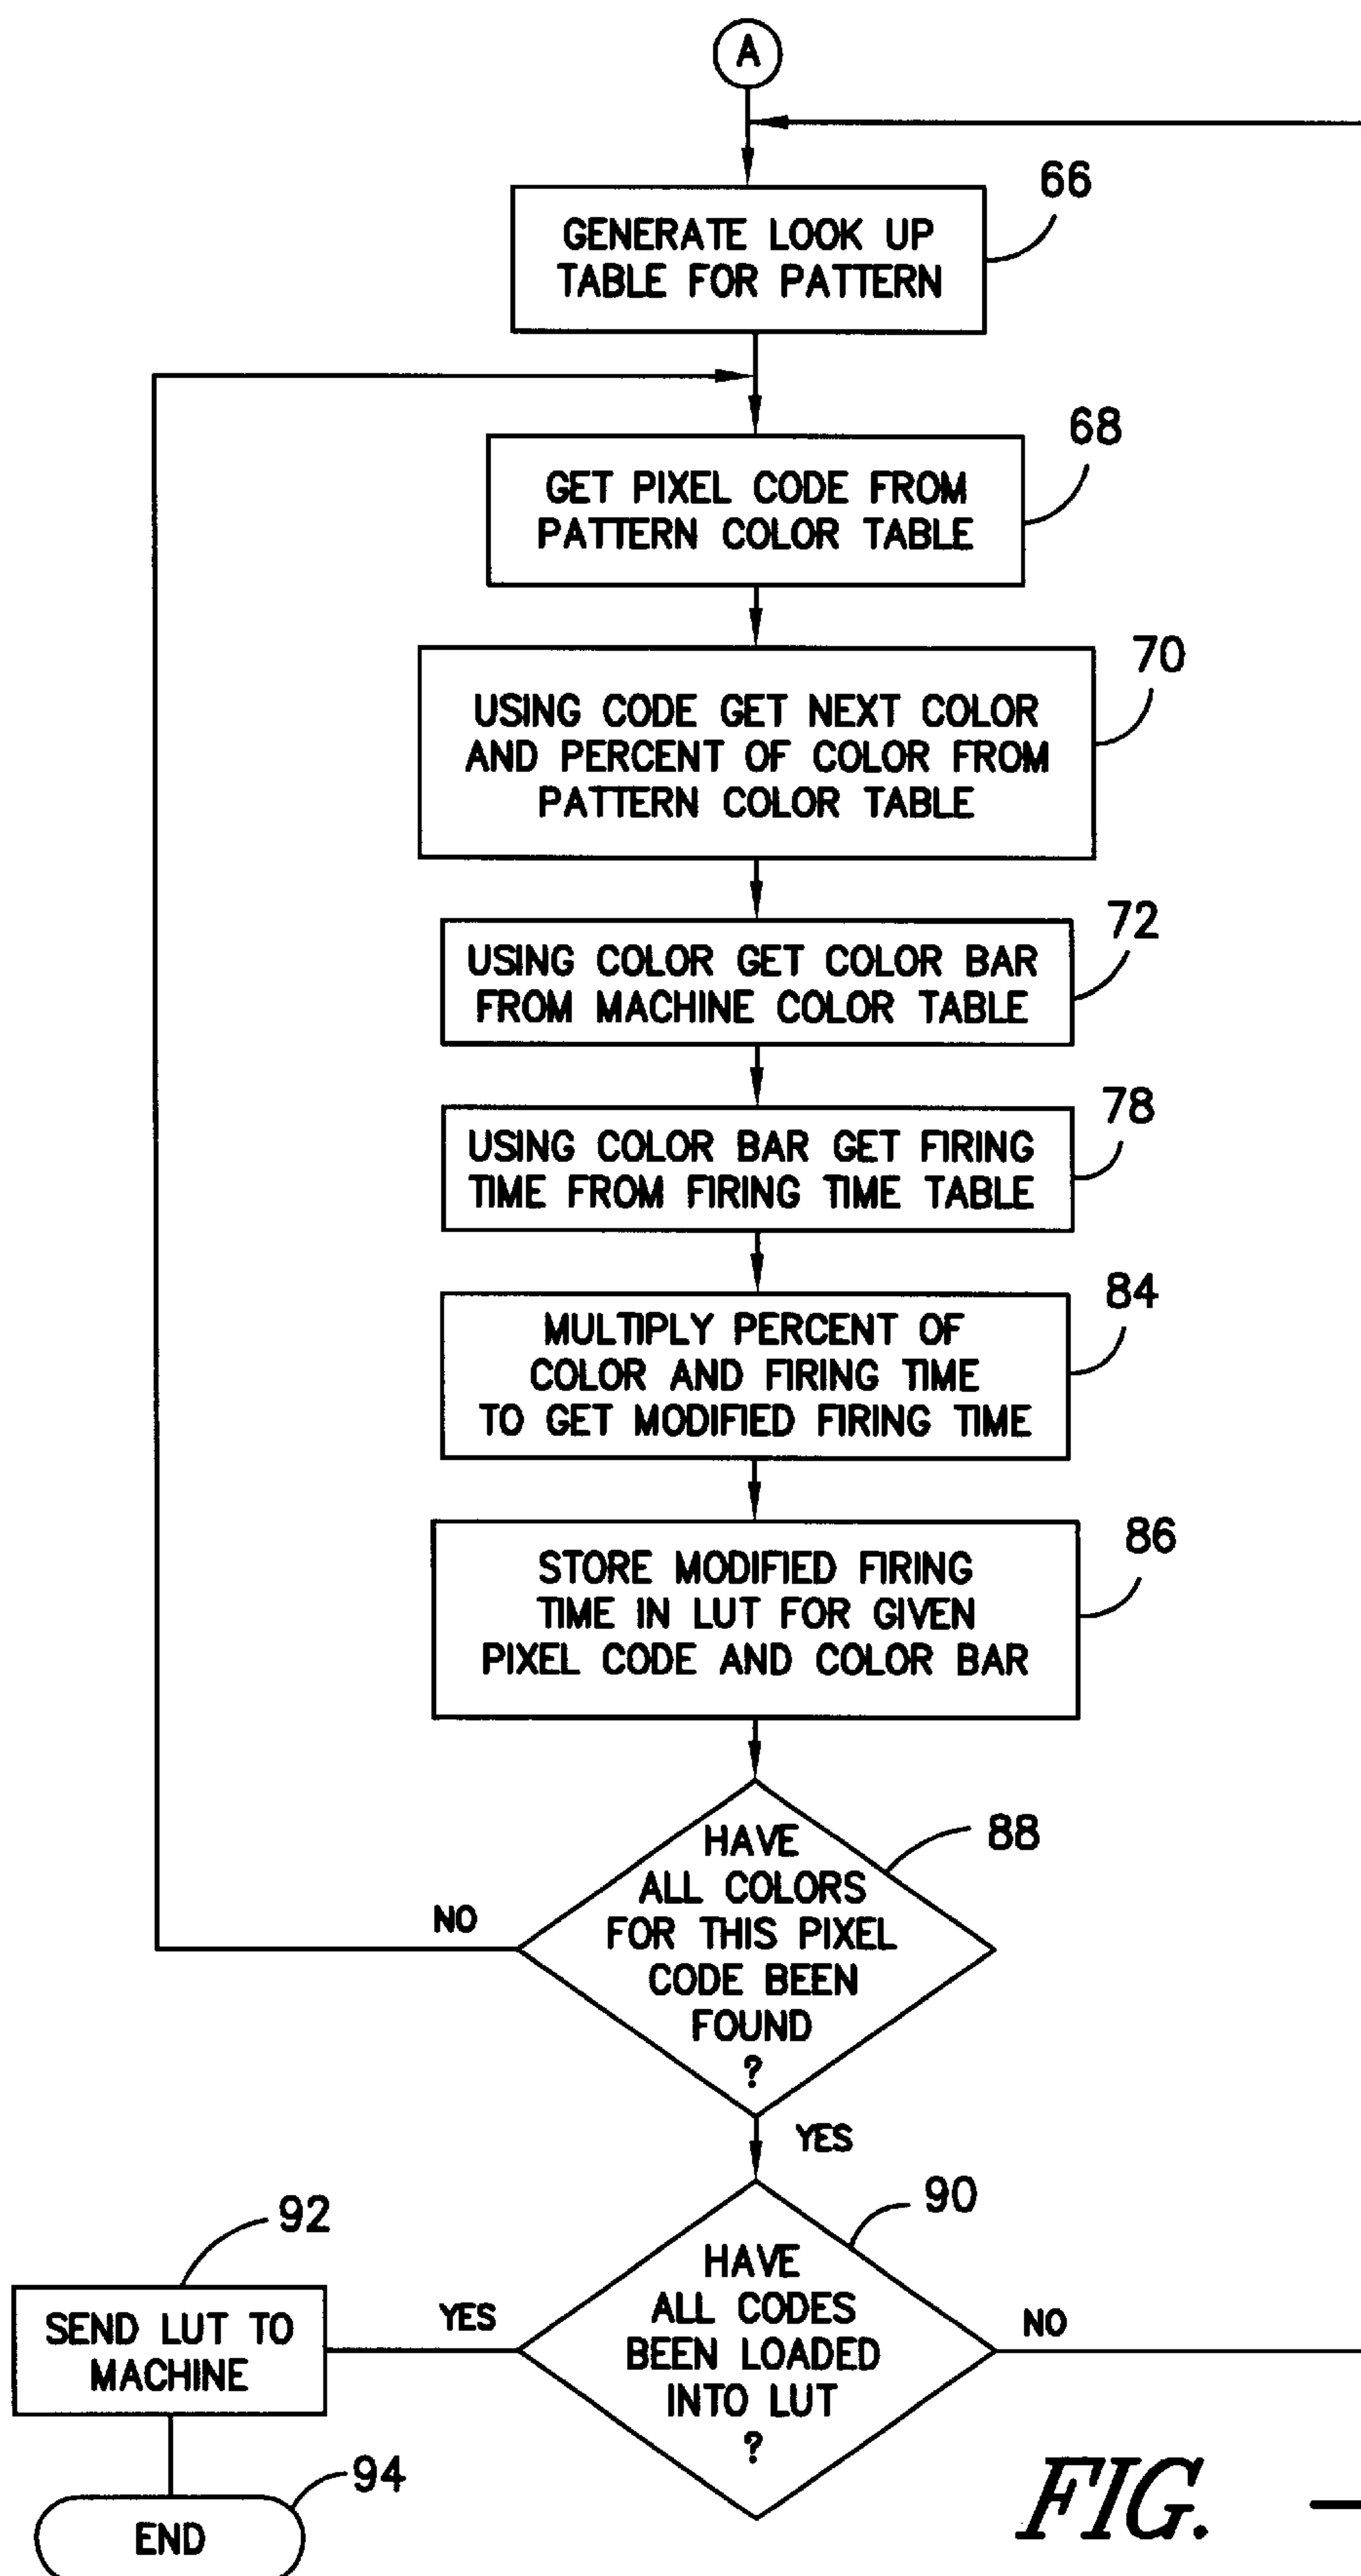 A
66
GENERATE LOOK UP
TABLE FOR PATTERN
68
GET PIXEL CODE FROM
PATTERN COLOR TABLE
70
USING CODE GET NEXT COLOR
AND PERCENT OF COLOR FROM
PATTERN COLOR TABLE
72
USING COLOR GET COLOR BAR
FROM MACHINE COLOR TABLE
78
USING COLOR BAR GET FIRING
TIME FROM FIRING TIME TABLE
84
MULTIPLY PERCENT OF
COLOR AND FIRING TIME
TO GET MODIFIED FIRING TIME
86
STORE MODIFIED FIRING
TIME IN LUT FOR GIVEN
PIXEL CODE AND COLOR BAR
88
HAVE
ALL COLORS
FOR THIS PIXEL
CODE BEEN
FOUND
?
NO
YES
90
HAVE
ALL CODES
BEEN LOADED
INTO LUT
?
YES
NO
92
SEND LUT TO
MACHINE
94
END
FIG. —